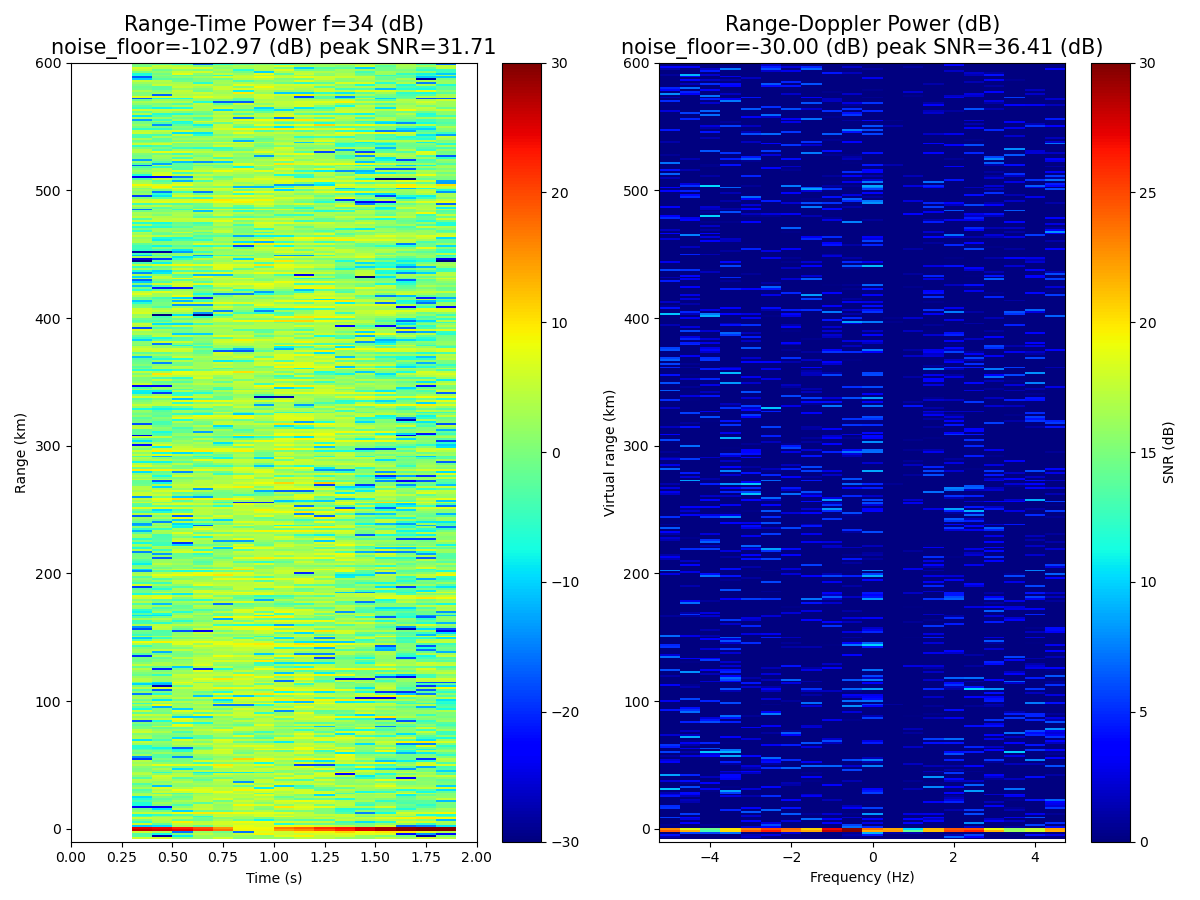 Range-Time Power f=34 (dB)
noise_floor=-102.97 (dB) peak SNR=31.71
Range-Doppler Power (dB)
noise_floor=-30.00 (dB) peak SNR=36.41 (dB)
600
500
400
300
200
100
0
Range (km)
0.00 0.25 0.50 0.75 1.00 1.25 1.50 1.75 2.00
Time (s)
30
20
10
0
−10
−20
−30
600
500
400
300
200
100
0
Virtual range (km)
−4 −2 0 2 4
Frequency (Hz)
30
25
20
15
10
5
0
SNR (dB)